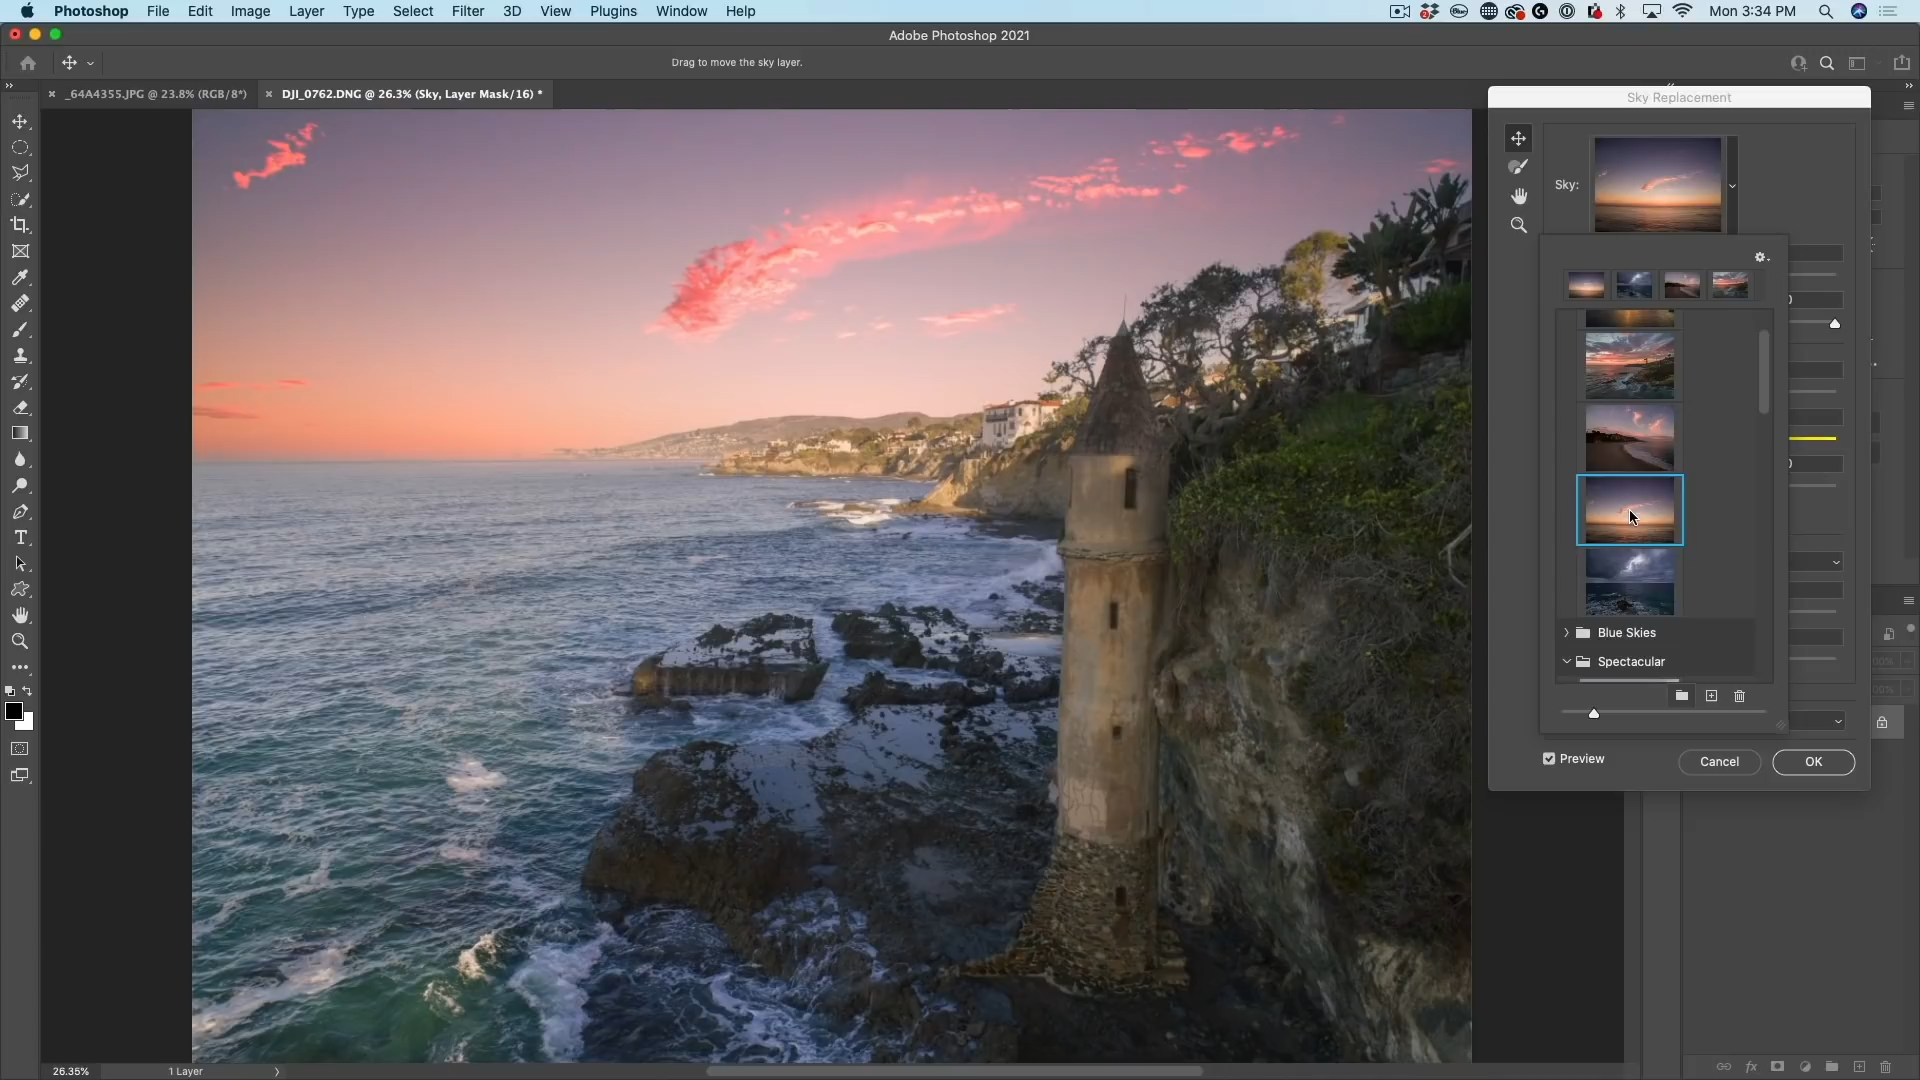 Photoshop File Edit Image Layer Type Select Filter 3D View Plugins Window Help
Mon 3:34 PM
Adobe Photoshop 2021
Drag to move the sky layer.
_64A4355.JPG @ 23.8% (RGB/8*)
DJI_0762.DNG @ 26.3% (Sky, Layer Mask/16) *
Sky Replacement
Sky:
Blue Skies
Spectacular
Preview
Cancel
OK
26.35%
1 Layer